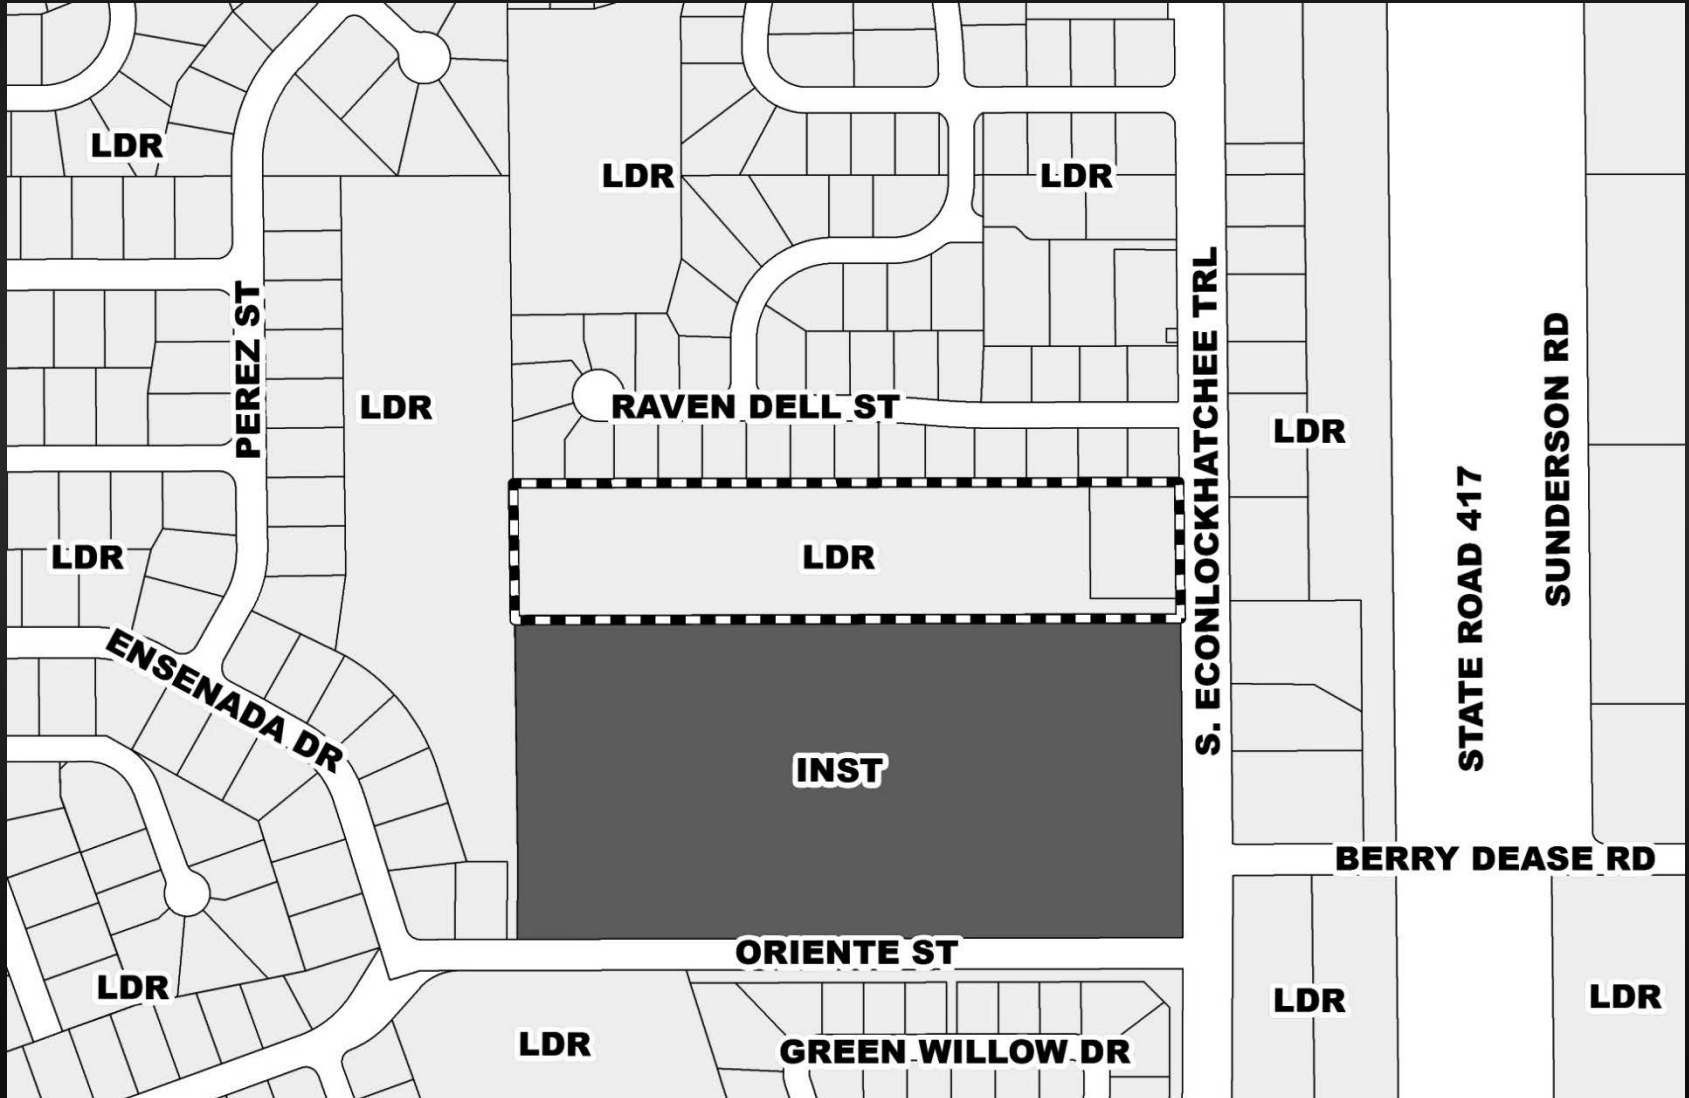 LDR
LDR
LDR
PEREZ ST
LDR
RAVEN DELL ST
S. ECONLOCKHATCHEE TRL
LDR
SUNDERSON RD
STATE ROAD 417
LDR
LDR
ENSENADA DR
INST
BERRY DEASE RD
ORIENTE ST
LDR
LDR
LDR
LDR
GREEN WILLOW DR